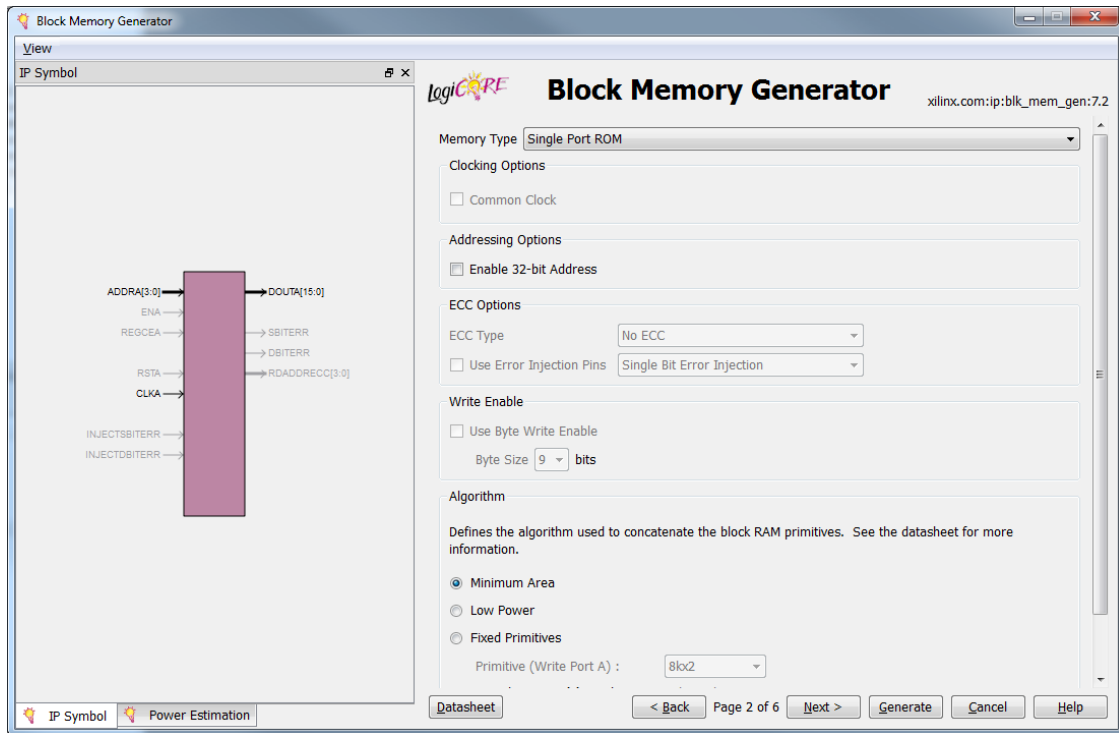 Block Memory Generator
View
IP Symbol
ADDRA[3:0]
DOUTA[15:0]
ENA
REGCEA
SBITERR
DBITERR
RSTA
RDADDRECC[3:0]
CLKA
INJECTSBITERR
INJECTDBITERR
IP Symbol
Power Estimation
LogiCORE
Block Memory Generator
xilinx.com:ip:blk_mem_gen:7.2
Memory Type Single Port ROM
Clocking Options
Common Clock
Addressing Options
Enable 32-bit Address
ECC Options
ECC Type No ECC
Use Error Injection Pins Single Bit Error Injection
Write Enable
Use Byte Write Enable
Byte Size 9 bits
Algorithm
Defines the algorithm used to concatenate the block RAM primitives. See the datasheet for more
information.
Minimum Area
Low Power
Fixed Primitives
Primitive (Write Port A) : 8kx2
Datasheet < Back Page 2 of 6 Next > Generate Cancel Help